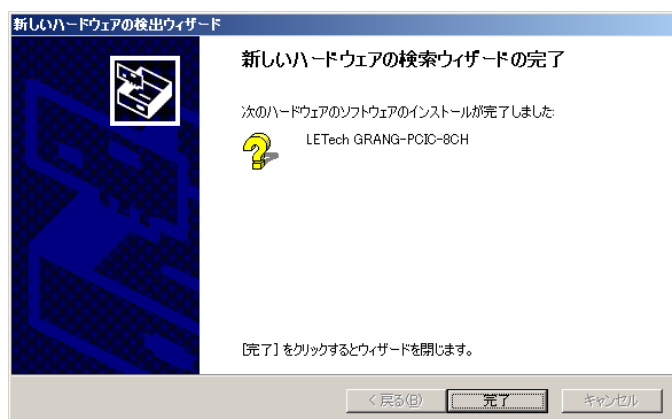 新しいハードウェアの検出ウィザード
新しいハードウェアの検索ウィザードの完了
次のハードウェアのソフトウェアのインストールが完了しました:
LETech GRANG-PCIC-8CH
[完了] をクリックするとウィザードを閉じます。
< 戻る(B)
完了
キャンセル